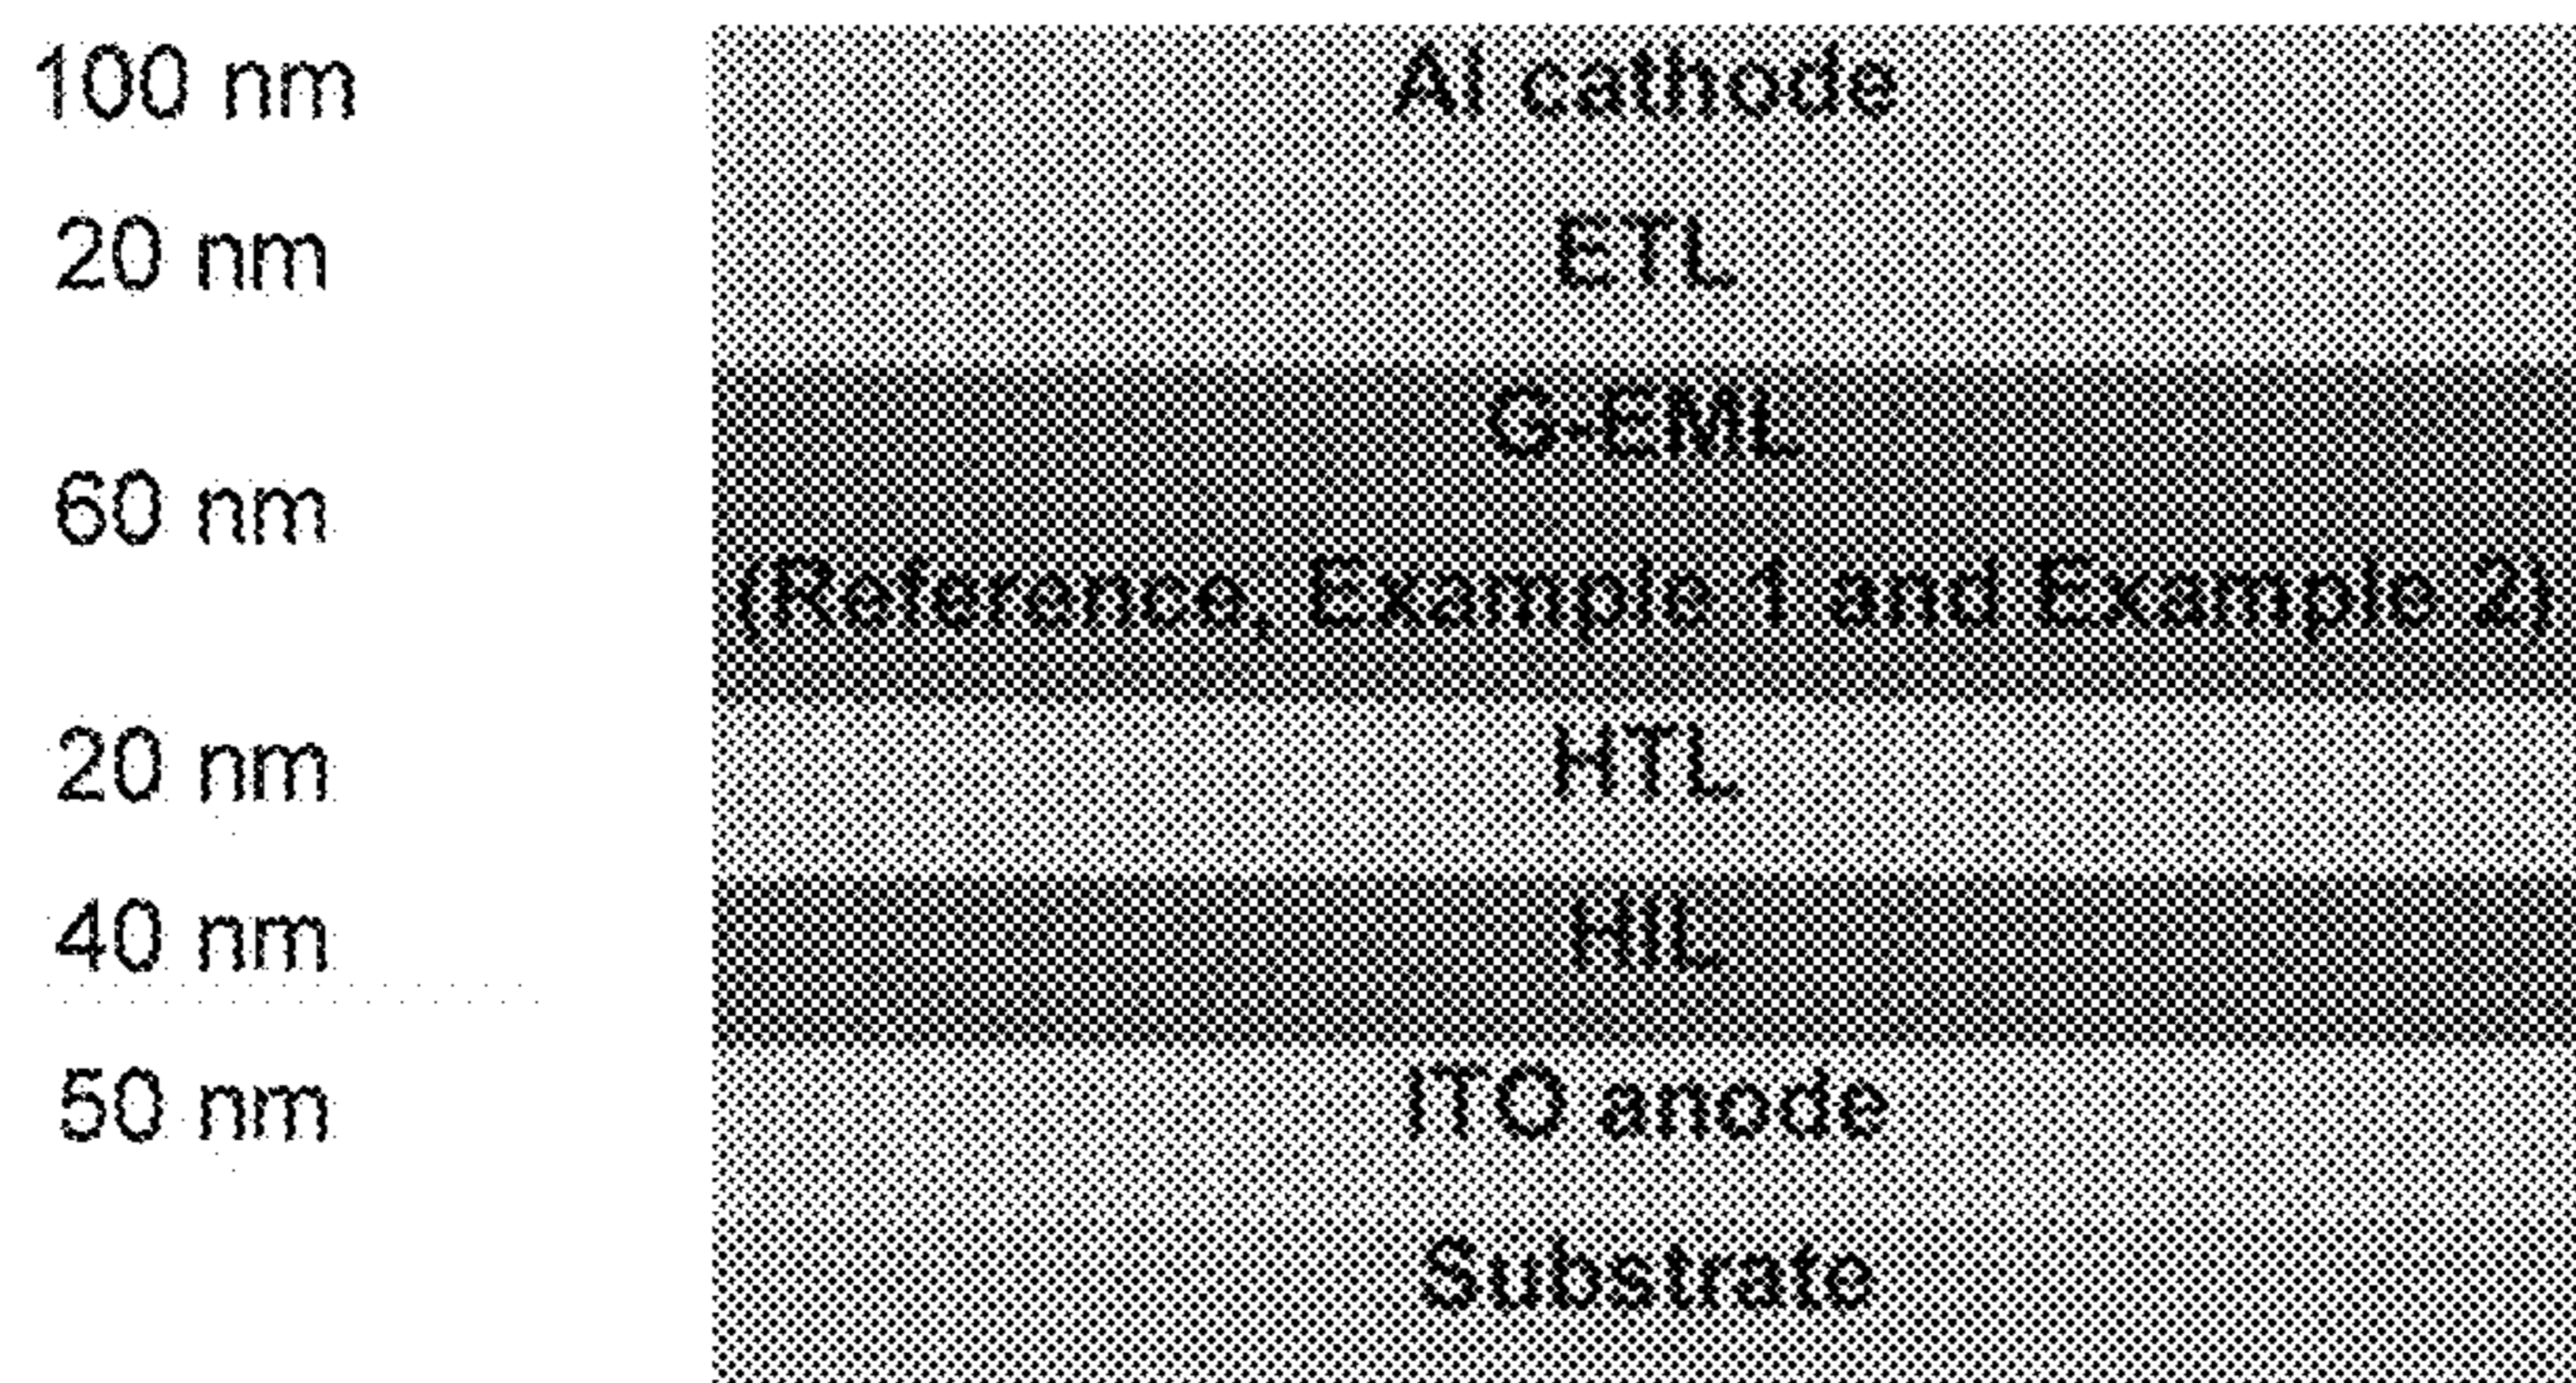 100 nm Al cathode
20 nm ETL
G-EML
60 nm
(Reference, Example 1 and Example 2)
20 nm HTL
40 nm HIL
50 nm ITO anode
Substrate